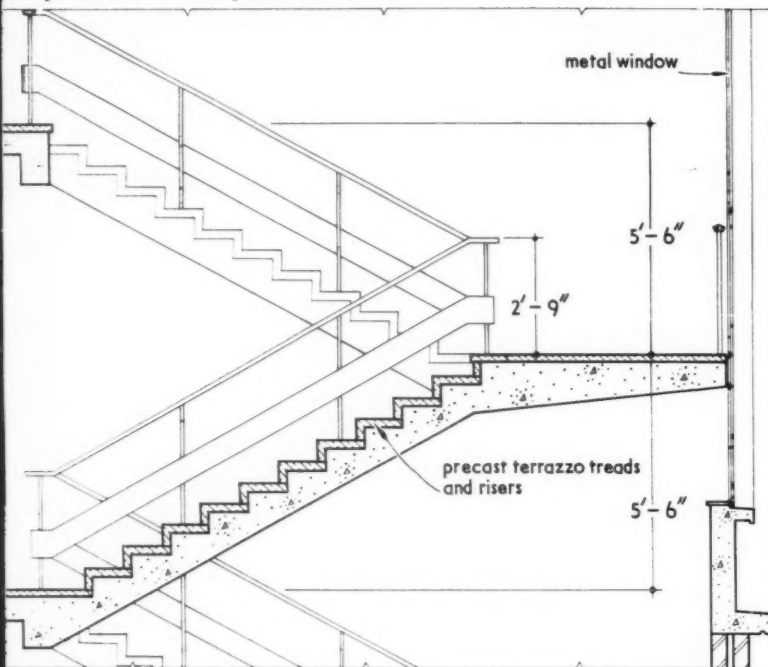 metal window
5′– 6″
2′– 9″
precast terrazzo treads
and risers
5′– 6″